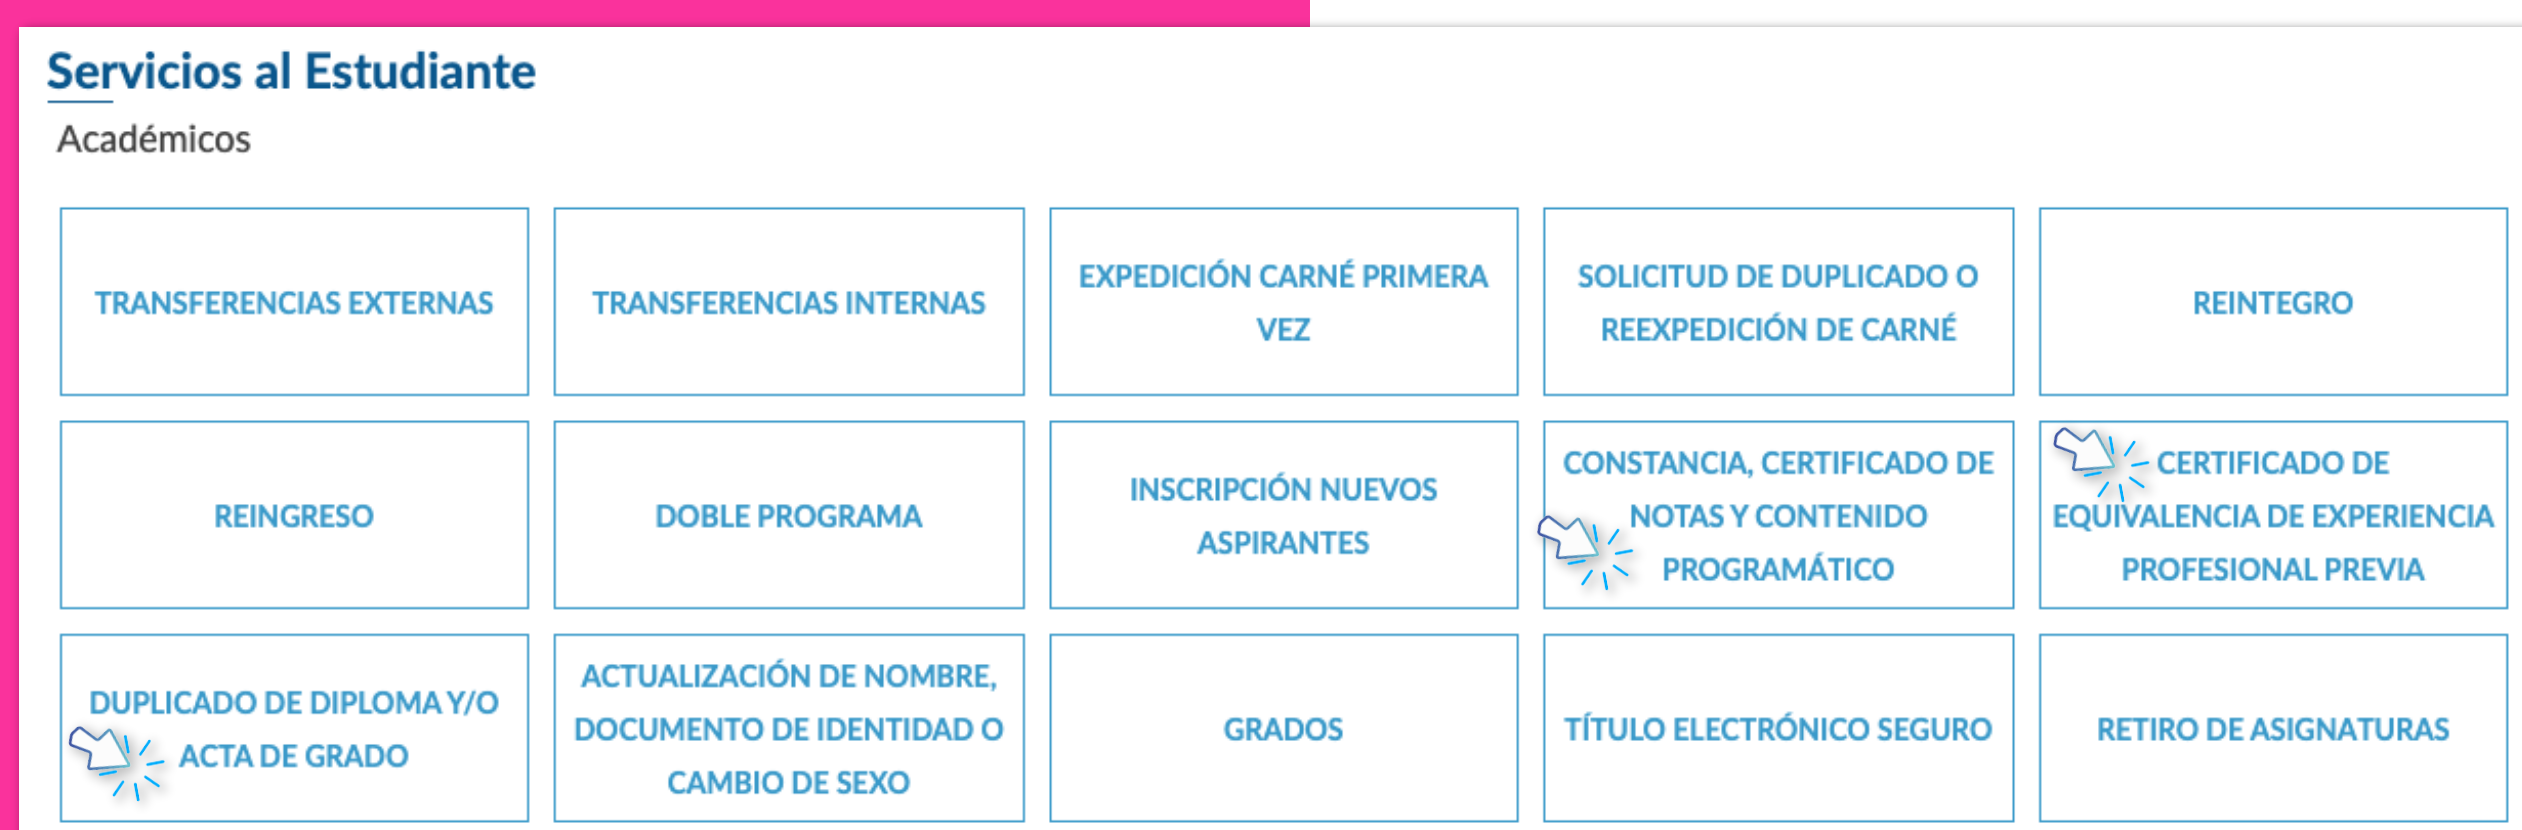 Servicios al Estudiante
Académicos
TRANSFERENCIAS EXTERNAS
TRANSFERENCIAS INTERNAS
EXPEDICIÓN CARNÉ PRIMERA
VEZ
SOLICITUD DE DUPLICADO O
REEXPEDICIÓN DE CARNÉ
REINTEGRO
REINGRESO
DOBLE PROGRAMA
INSCRIPCIÓN NUEVOS
ASPIRANTES
CONSTANCIA, CERTIFICADO DE
NOTAS Y CONTENIDO
PROGRAMÁTICO
CERTIFICADO DE
EQUIVALENCIA DE EXPERIENCIA
PROFESIONAL PREVIA
DUPLICADO DE DIPLOMA Y/O
ACTA DE GRADO
ACTUALIZACIÓN DE NOMBRE,
DOCUMENTO DE IDENTIDAD O
CAMBIO DE SEXO
GRADOS
TÍTULO ELECTRÓNICO SEGURO
RETIRO DE ASIGNATURAS